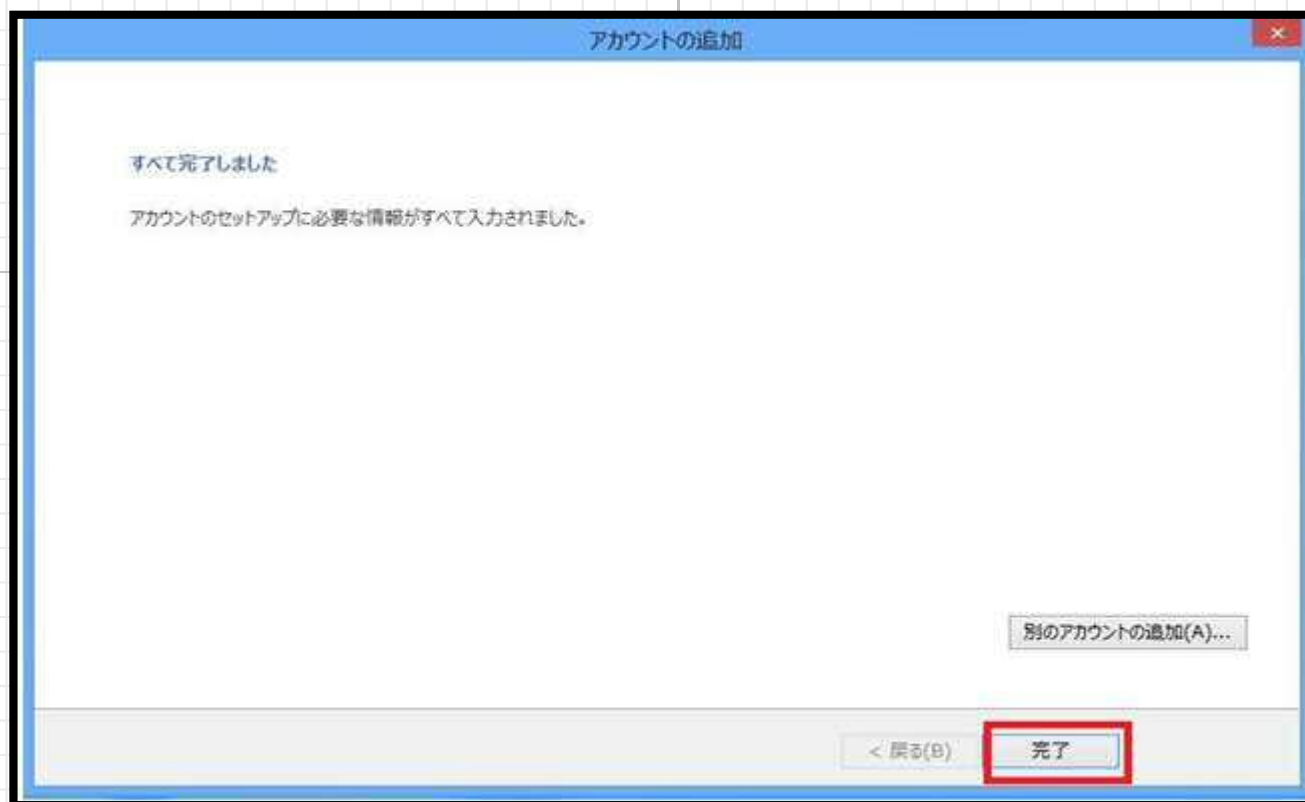 アカウントの追加
すべて完了しました
アカウントのセットアップに必要な情報がすべて入力されました。
別のアカウントの追加(A)...
< 戻る(B)
完了